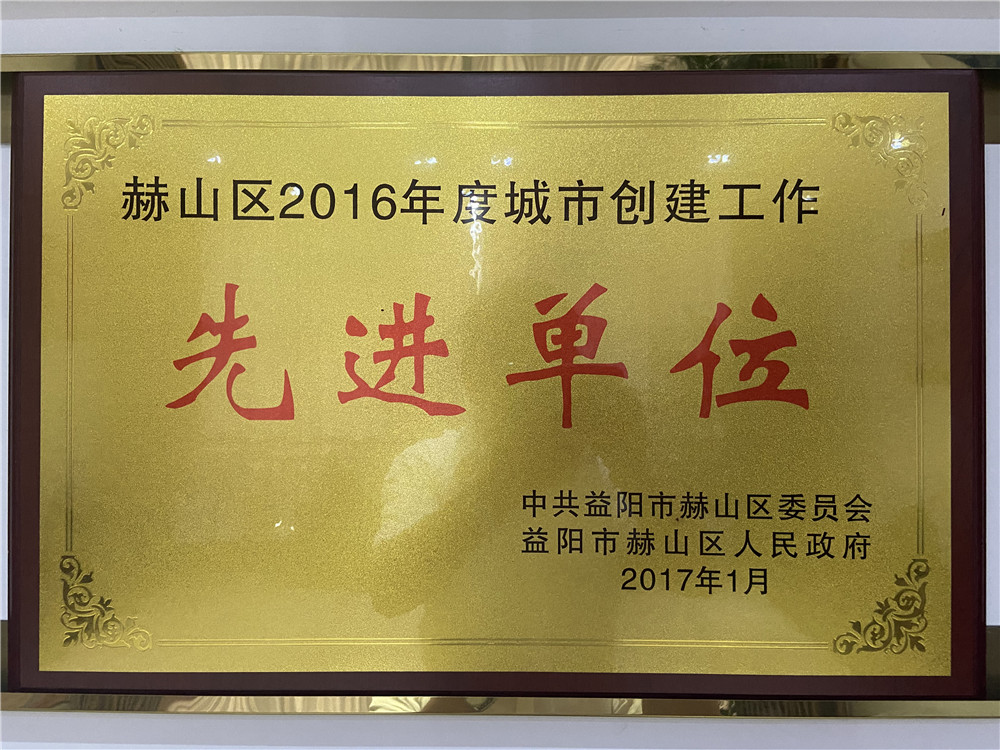 赫山区2016年度城市创建工作
先进单位
中共益阳市赫山区委员会
益阳市赫山区人民政府
2017年1月